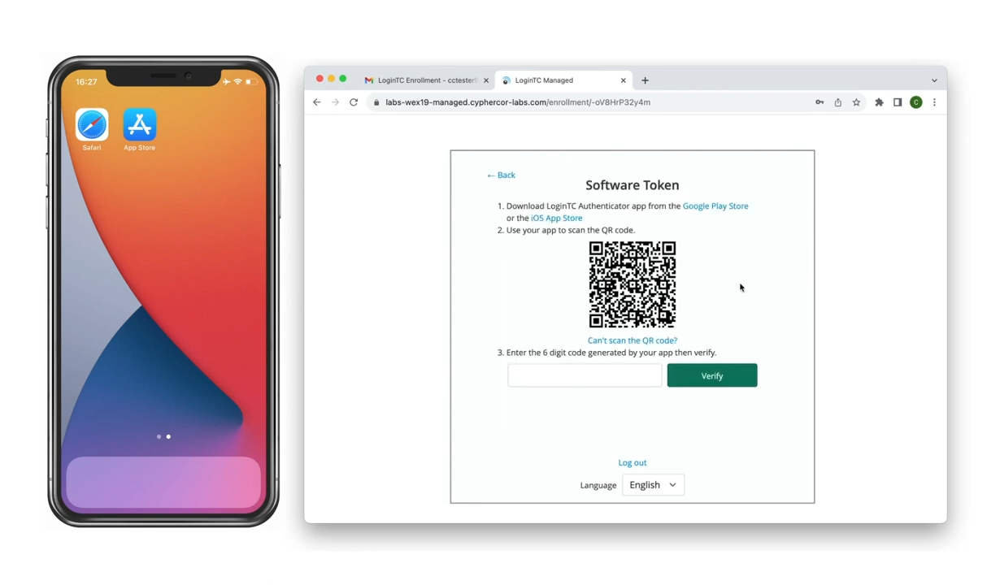 16:27
Safari
App Store
LoginTC Enrollment - cctester
LoginTC Managed
labs-wex19-managed.cyphercor-labs.com/enrollment/-oV8HrP32y4m
C
← Back
Software Token
1. Download LoginTC Authenticator app from the Google Play Store
or the iOS App Store
2. Use your app to scan the QR code.
Can't scan the QR code?
3. Enter the 6 digit code generated by your app then verify.
Verify
Log out
Language English